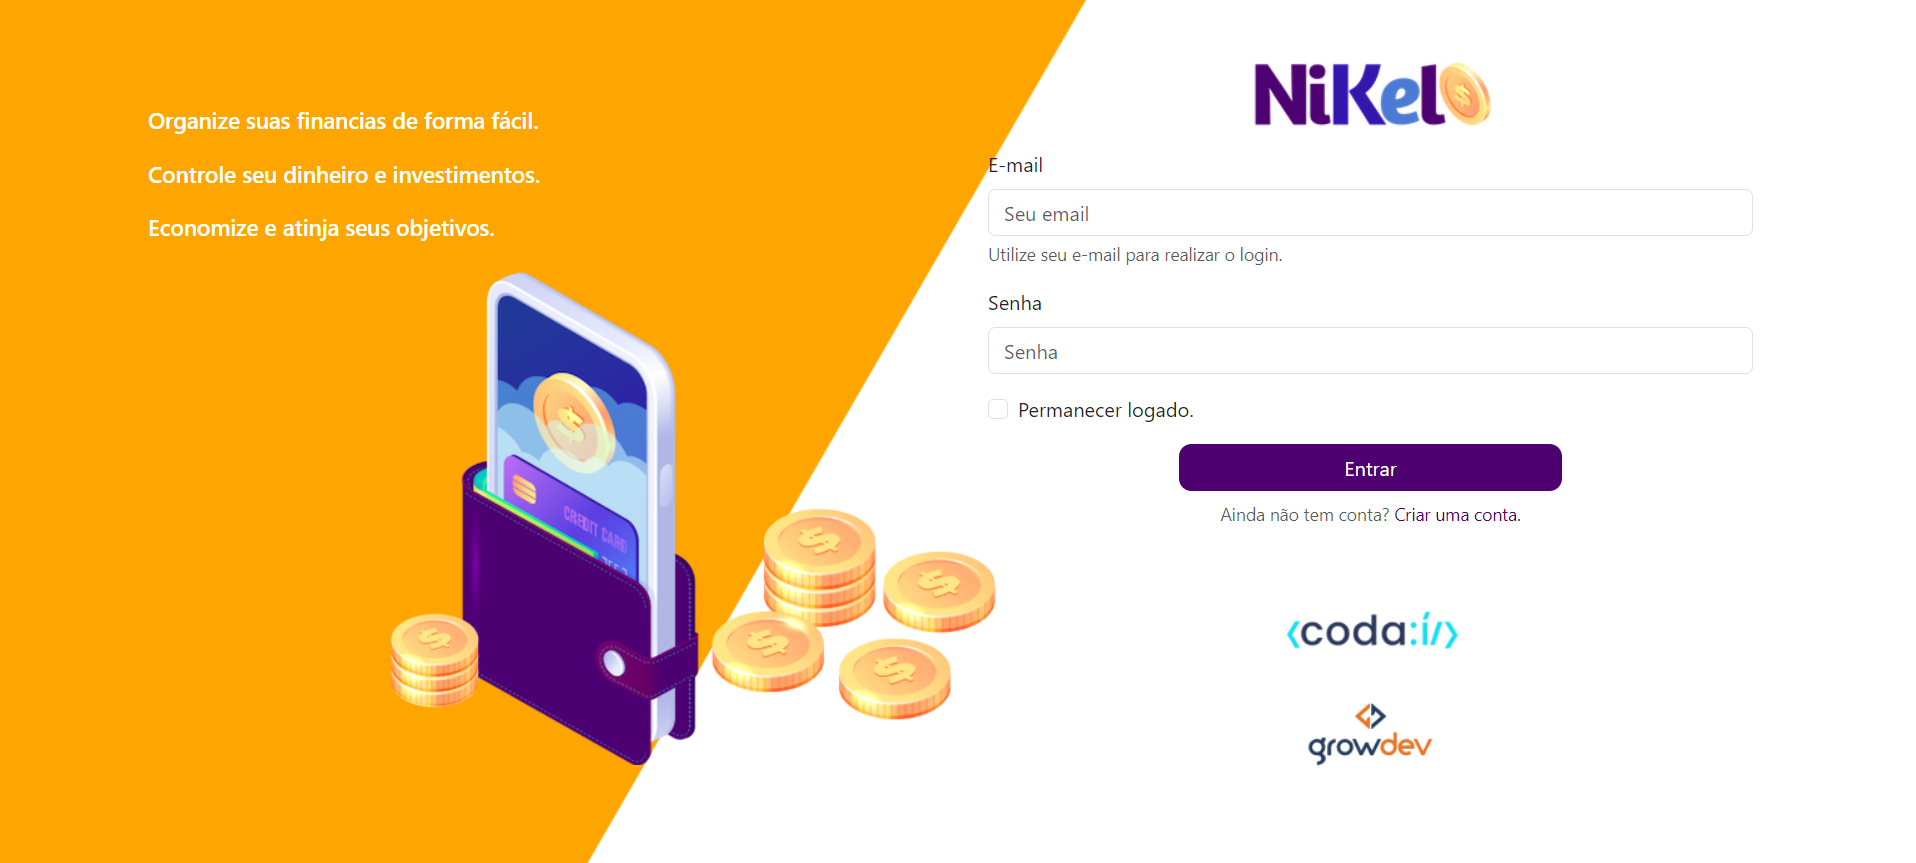 Organize suas financias de forma fácil.
Controle seu dinheiro e investimentos.
Economize e atinja seus objetivos.
CREDIT CARD
NiKel
E-mail
Seu email
Utilize seu e-mail para realizar o login.
Senha
Senha
Permanecer logado.
Entrar
Ainda não tem conta? Criar uma conta.
<coda:í/>
growdev